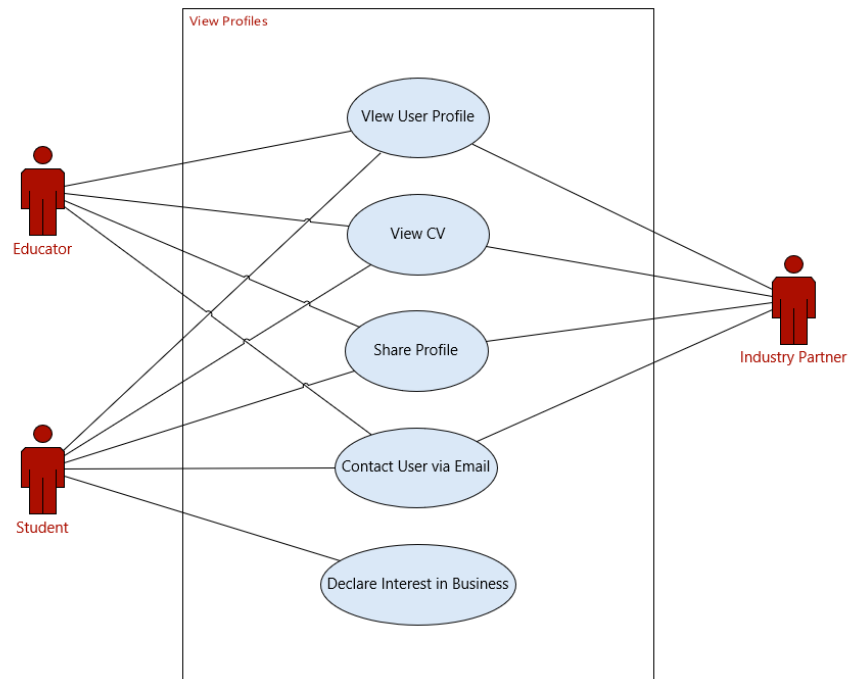 View Profiles
VIew User Profile
Educator
View CV
Industry Partner
Share Profile
Contact User via Email
Student
Declare Interest in Business